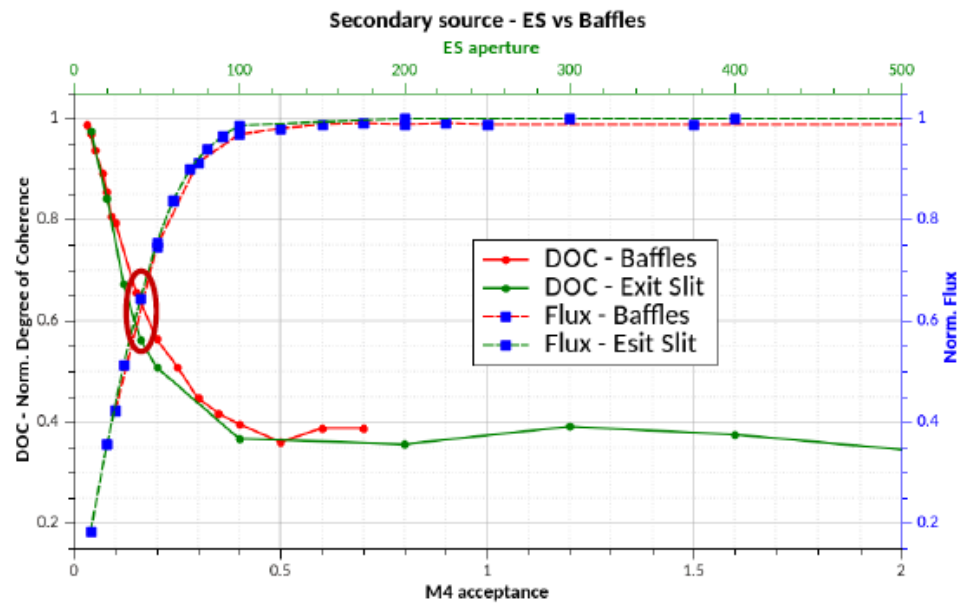 Secondary source - ES vs Baffles
ES aperture
0 100 200 300 400 500
DOC - Norm. Degree of Coherence
1
0.8
0.6
0.4
0.2
DOC - Baffles
DOC - Exit Slit
Flux - Baffles
Flux - Esit Slit
1
0.8
0.6
0.4
0.2
Norm. Flux
0 0.5 1 1.5 2
M4 acceptance